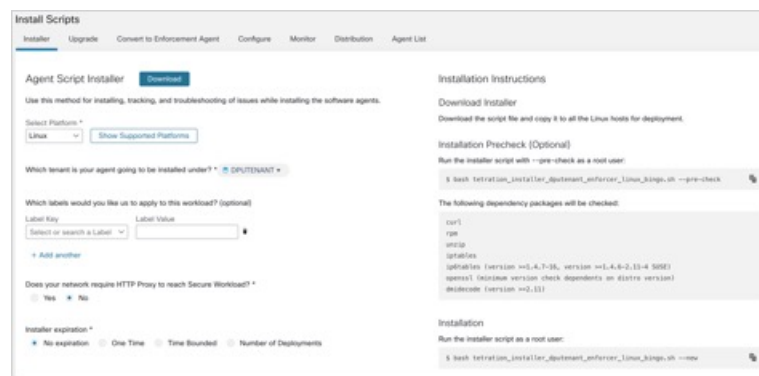 Install Scripts
Installer Upgrade Convert to Enforcement Agent Configure Monitor Distribution Agent List
Agent Script Installer Download
Use this method for installing, tracking, and troubleshooting of issues while installing the software agents.
Select Platform *
Linux Show Supported Platforms
Which tenant is your agent going to be installed under? * DPUTENANT
Which labels would you like us to apply to this workload? (optional)
Label Key Label Value
Select or search a Label
+ Add another
Does your network require HTTP Proxy to reach Secure Workload? *
Yes No
Installer expiration *
No expiration One Time Time Bounded Number of Deployments
Installation Instructions
Download Installer
Download the script file and copy it to all the Linux hosts for deployment.
Installation Precheck (Optional)
Run the installer script with --pre-check as a root user:
$ bash tetration_installer_dputenant_enforcer_linux_bingo.sh --pre-check
The following dependency packages will be checked:
curl
rpm
unzip
iptables
ip6tables (version >=1.4.7-16, version >=1.4.6-2.11-4 SUSE)
openssl (minimum version check dependents on distro version)
dmidecode (version >=2.11)
Installation
Run the installer script as a root user:
$ bash tetration_installer_dputenant_enforcer_linux_bingo.sh --new